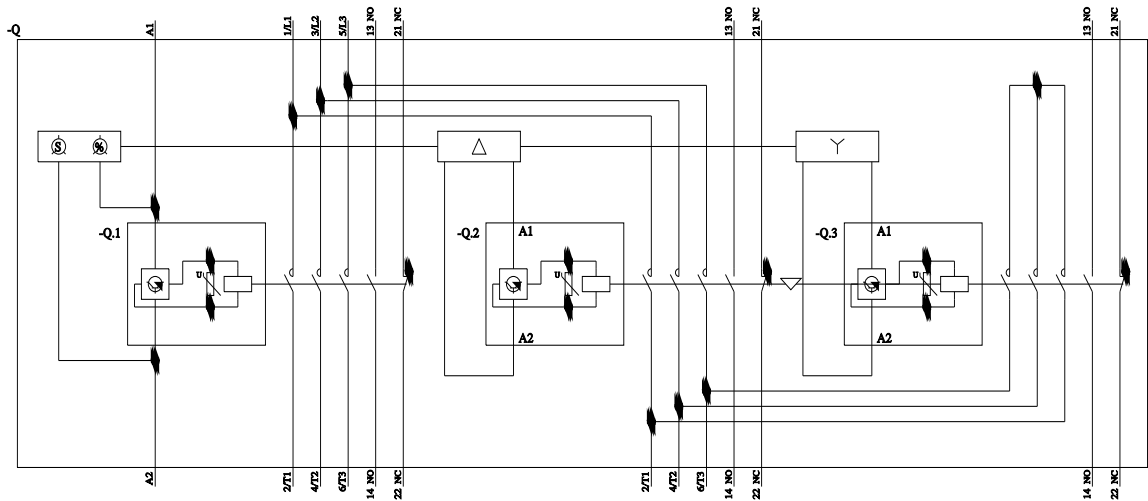 -Q
A1
1/L1
3/L2
5/L3
13 NO
21 NC
13 NO
21 NC
13 NO
21 NC
S
%
-Q.1
U
-Q.2
A1
U
A2
-Q.3
A1
U
A2
A2
2/T1
4/T2
6/T3
14 NO
22 NC
2/T1
4/T2
6/T3
14 NO
22 NC
14 NO
22 NC